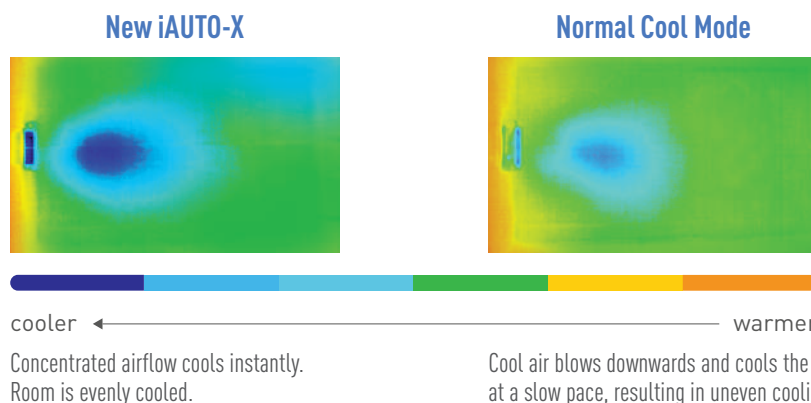 New iAUTO-X
Normal Cool Mode
cooler
warmer
Concentrated airflow cools instantly.
Room is evenly cooled.
Cool air blows downwards and cools the
at a slow pace, resulting in uneven